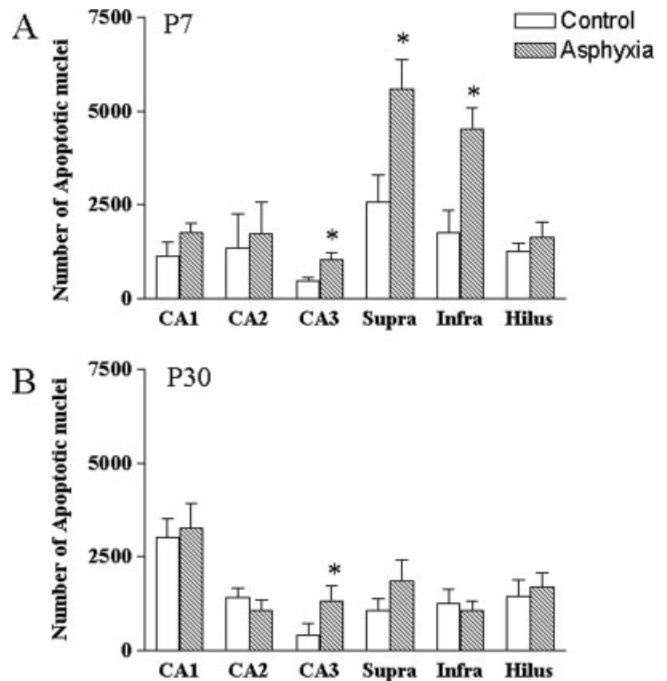 A
P7
Control
Asphyxia
Number of Apoptotic nuclei
7500
5000
2500
0
*
*
*
CA1 CA2 CA3 Supra Infra Hilus
B
P30
Number of Apoptotic nuclei
7500
5000
2500
0
*
CA1 CA2 CA3 Supra Infra Hilus